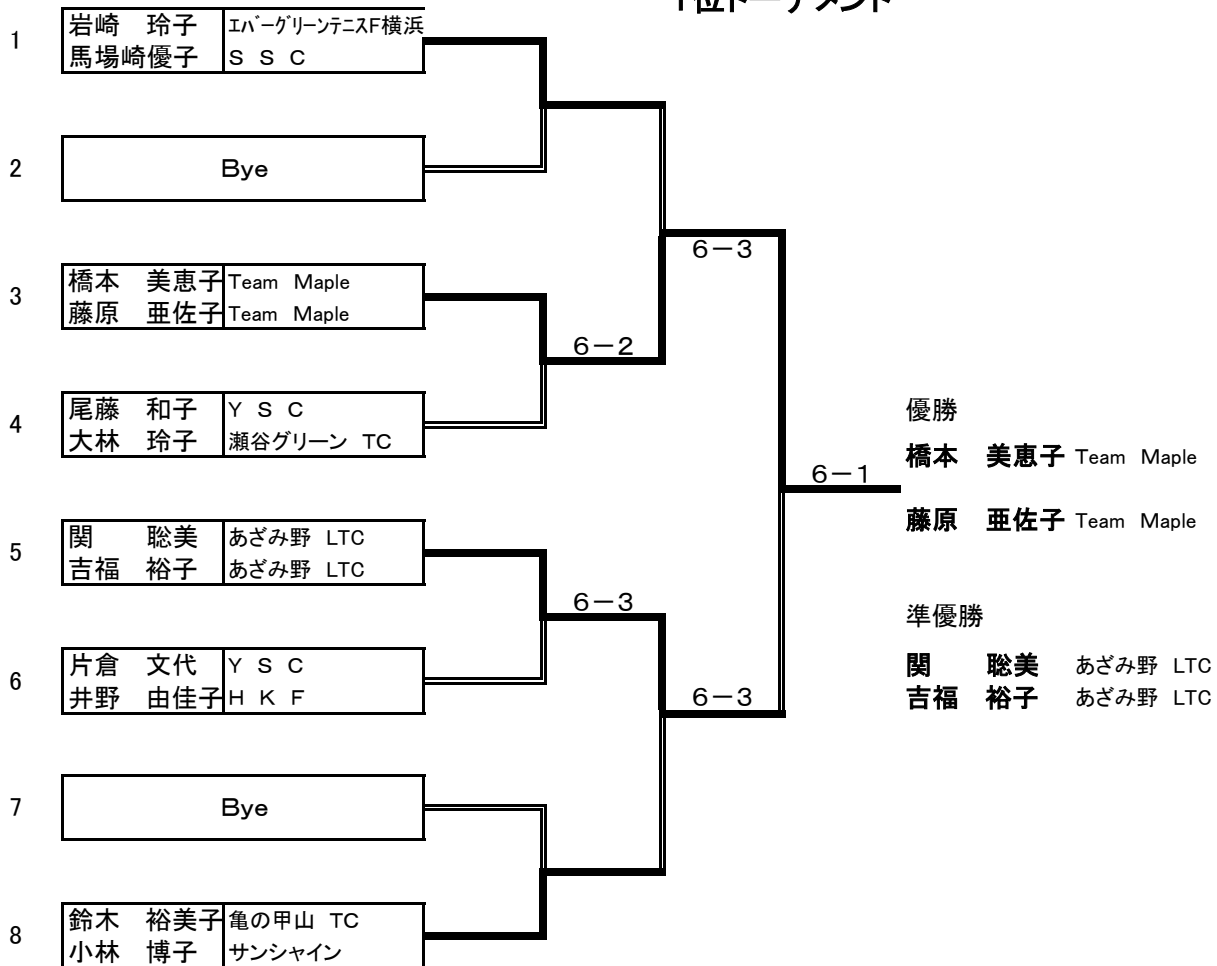 1位トーナメント
1
岩崎　玲子 ｴﾊﾞｰｸﾞﾘｰﾝﾃﾆｽF横浜
馬場崎優子 Ｓ Ｓ Ｃ
2
Bye
6－3
3
橋本　美恵子 Team Maple
藤原　亜佐子 Team Maple
6－2
4
尾藤　和子 Ｙ Ｓ Ｃ
大林　玲子 瀬谷グリーン TC
優勝
橋本　美恵子 Team Maple
6－1
藤原　亜佐子 Team Maple
5
関　聡美 あざみ野 LTC
吉福　裕子 あざみ野 LTC
6－3
準優勝
6
片倉　文代 Ｙ Ｓ Ｃ
井野　由佳子 Ｈ Ｋ Ｆ
関　聡美 あざみ野 LTC
吉福　裕子 あざみ野 LTC
6－3
7
Bye
8
鈴木　裕美子 亀の甲山 TC
小林　博子 サンシャイン